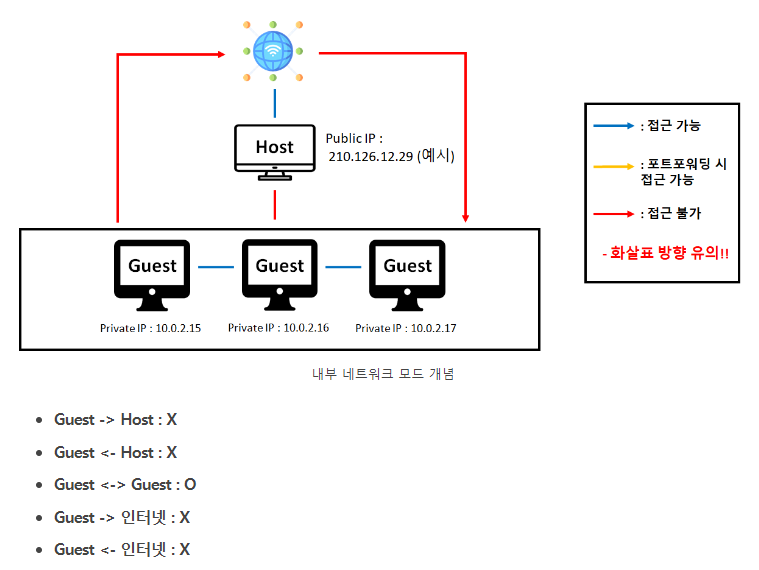 Host
Public IP :
210.126.12.29 (예시)
: 접근 가능
: 포트포워딩 시
접근 가능
: 접근 불가
- 화살표 방향 유의!!
Guest
Guest
Guest
Private IP : 10.0.2.15
Private IP : 10.0.2.16
Private IP : 10.0.2.17
내부 네트워크 모드 개념
• Guest -> Host : X
• Guest <- Host : X
• Guest <-> Guest : O
• Guest -> 인터넷 : X
• Guest <- 인터넷 : X